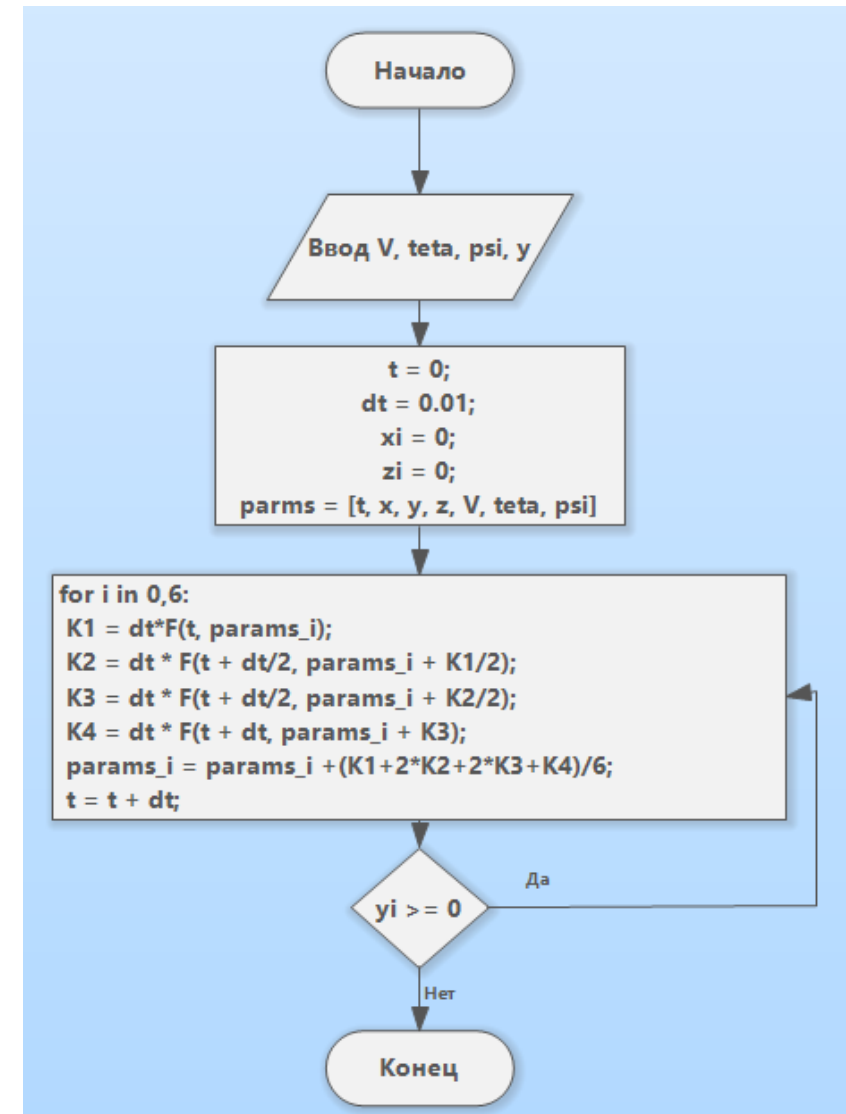 Начало
Ввод V, teta, psi, y
t = 0;
dt = 0.01;
xi = 0;
zi = 0;
parms = [t, x, y, z, V, teta, psi]
for i in 0,6:
K1 = dt*F(t, params_i);
K2 = dt * F(t + dt/2, params_i + K1/2);
K3 = dt * F(t + dt/2, params_i + K2/2);
K4 = dt * F(t + dt, params_i + K3);
params_i = params_i +(K1+2*K2+2*K3+K4)/6;
t = t + dt;
Да
yi >= 0
Нет
Конец